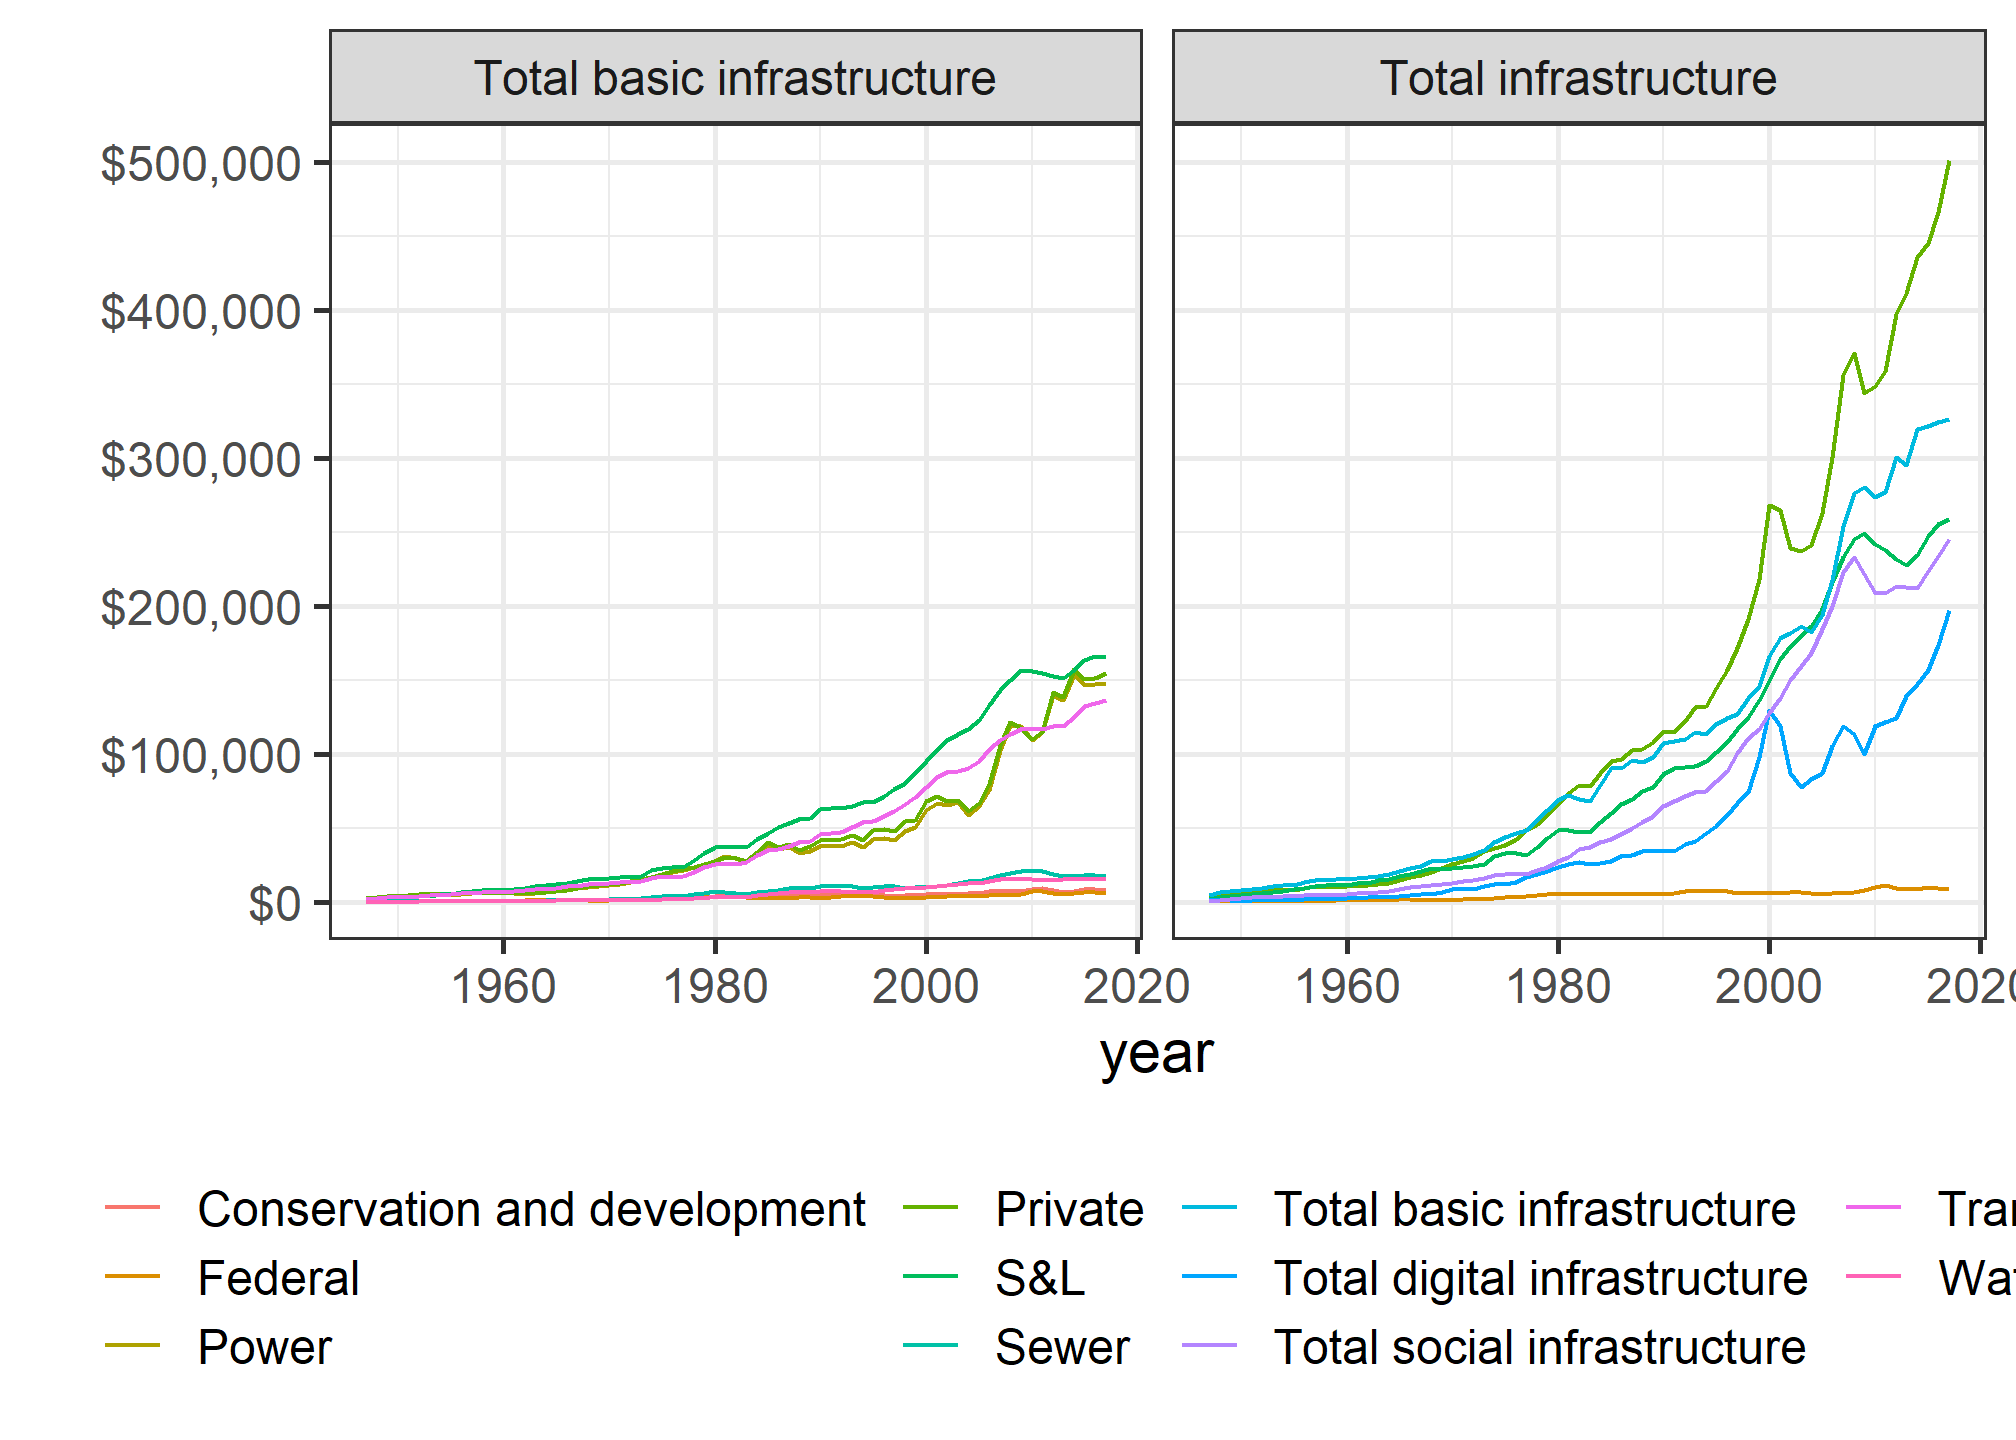 Total basic infrastructure
Total infrastructure
$500,000
$400,000
$300,000
$200,000
$100,000
$0
1960 1980 2000 2020
1960 1980 2000 2020
year
Conservation and development
Federal
Power
Private
S&L
Sewer
Total basic infrastructure
Total digital infrastructure
Total social infrastructure